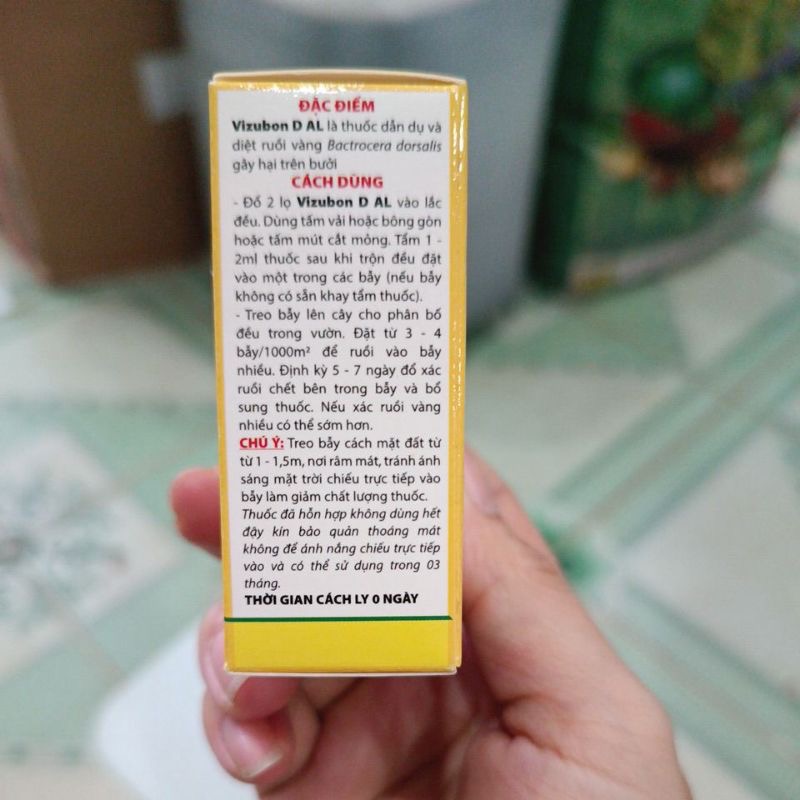 ĐẶC ĐIỂM
Vizubon D AL là thuốc dẫn dụ và
diệt ruồi vàng Bactrocera dorsalis
gây hại trên bưởi
CÁCH DÙNG
- Đổ 2 lọ Vizubon D AL vào lắc
đều. Dùng tấm vải hoặc bông gòn
hoặc tấm mút cắt mỏng. Tẩm 1 -
2ml thuốc sau khi trộn đều đặt
vào một trong các bẫy (nếu bẫy
không có sẵn khay tẩm thuốc).
- Treo bẫy lên cây cho phân bố
đều trong vườn. Đặt từ 3 - 4
bẫy/1000m² để ruồi vào bẫy
nhiều. Định kỳ 5 - 7 ngày đổ xác
ruồi chết bên trong bẫy và bổ
sung thuốc. Nếu xác ruồi vàng
nhiều có thể sớm hơn.
CHÚ Ý: Treo bẫy cách mặt đất từ
từ 1 - 1,5m, nơi râm mát, tránh ánh
sáng mặt trời chiếu trực tiếp vào
bẫy làm giảm chất lượng thuốc.
Thuốc đã hỗn hợp không dùng hết
đậy kín bảo quản thoáng mát
không để ánh nắng chiếu trực tiếp
vào và có thể sử dụng trong 03
tháng.
THỜI GIAN CÁCH LY 0 NGÀY